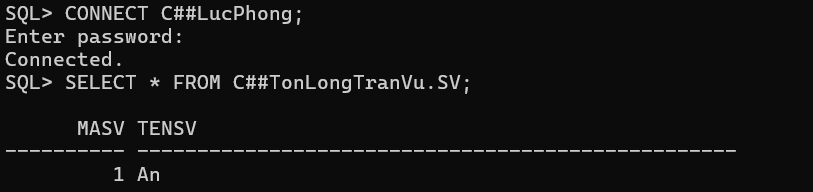 SQL> CONNECT C##LucPhong;
Enter password:
Connected.
SQL> SELECT * FROM C##TonLongTranVu.SV;
      MASV TENSV
---------- --------------------------------------------------
         1 An